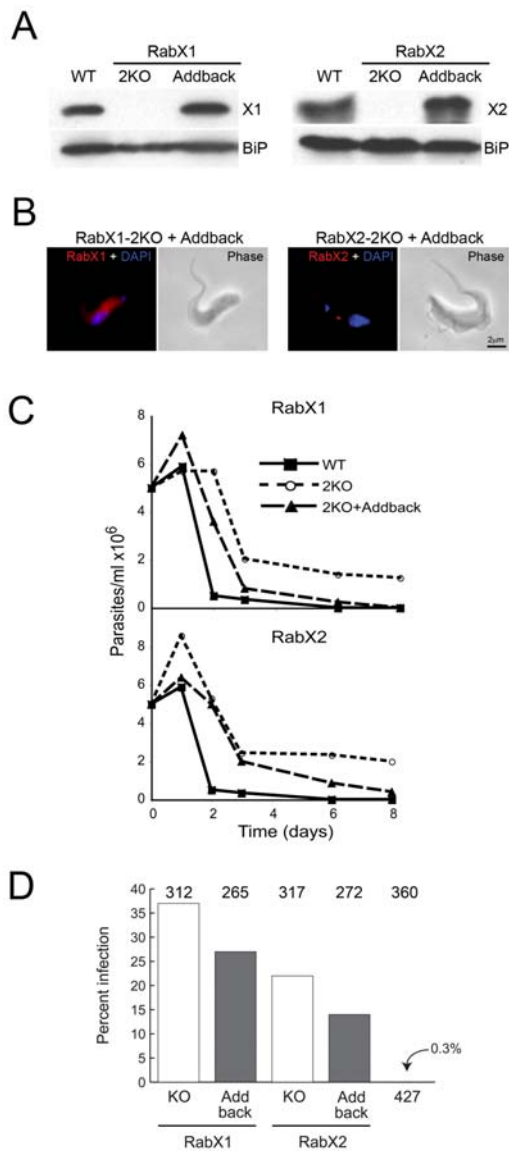 A
RabX1
RabX2
WT 2KO Addback
WT 2KO Addback
X1
X2
BiP
BiP
B
RabX1-2KO + Addback
RabX2-2KO + Addback
RabX1 + DAPI
Phase
RabX2 + DAPI
Phase
2µm
C
RabX1
8
6
4
2
0
WT
2KO
2KO+Addback
Parasites/ml x10⁶
RabX2
8
6
4
2
0
0 2 4 6 8
Time (days)
D
312 265 317 272 360
40
35
30
25
20
15
10
5
0
Percent infection
0.3%
KO Add back KO Add back 427
RabX1 RabX2